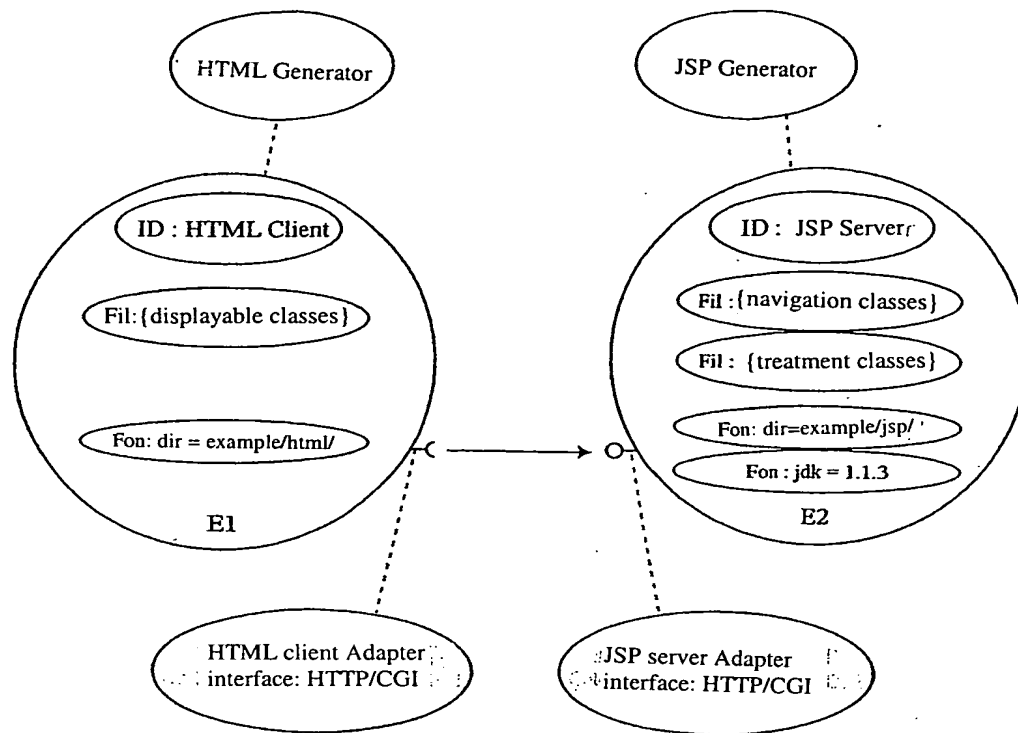 HTML Generator
JSP Generator
ID : HTML Client
ID : JSP Server
Fil:{displayable classes}
Fil :{navigation classes}
Fil : {treatment classes}
Fon: dir = example/html/
Fon: dir=example/jsp/
Fon : jdk = 1.1.3
E1
E2
HTML client Adapter
interface: HTTP/CGI
JSP server Adapter
interface: HTTP/CGI